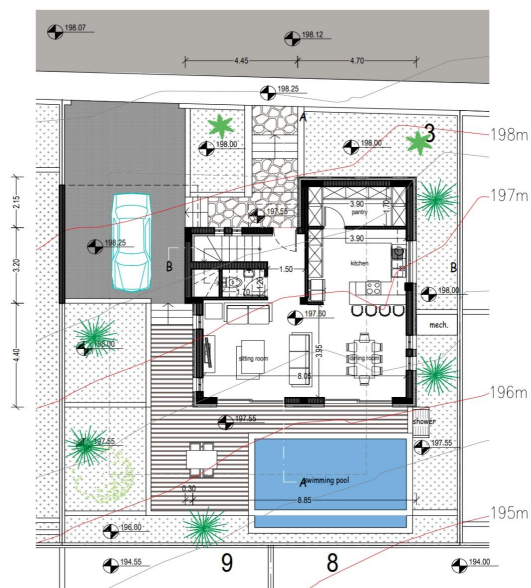 198.07
198.12
4.45
4.70
198.25
A
3
198.00
198.00
198m
197m
2.15
3.90
1.70
pantry
197.55
3.20
198.25
B
3.90
kitchen
B
1.50
1.70
1.20
198.00
197.60
mech.
4.40
195.00
sitting room
3.95
dining room
8.05
196m
shower
197.55
197.55
197.55
A
swimming pool
0.30
8.85
195m
196.00
194.55
9
8
194.00